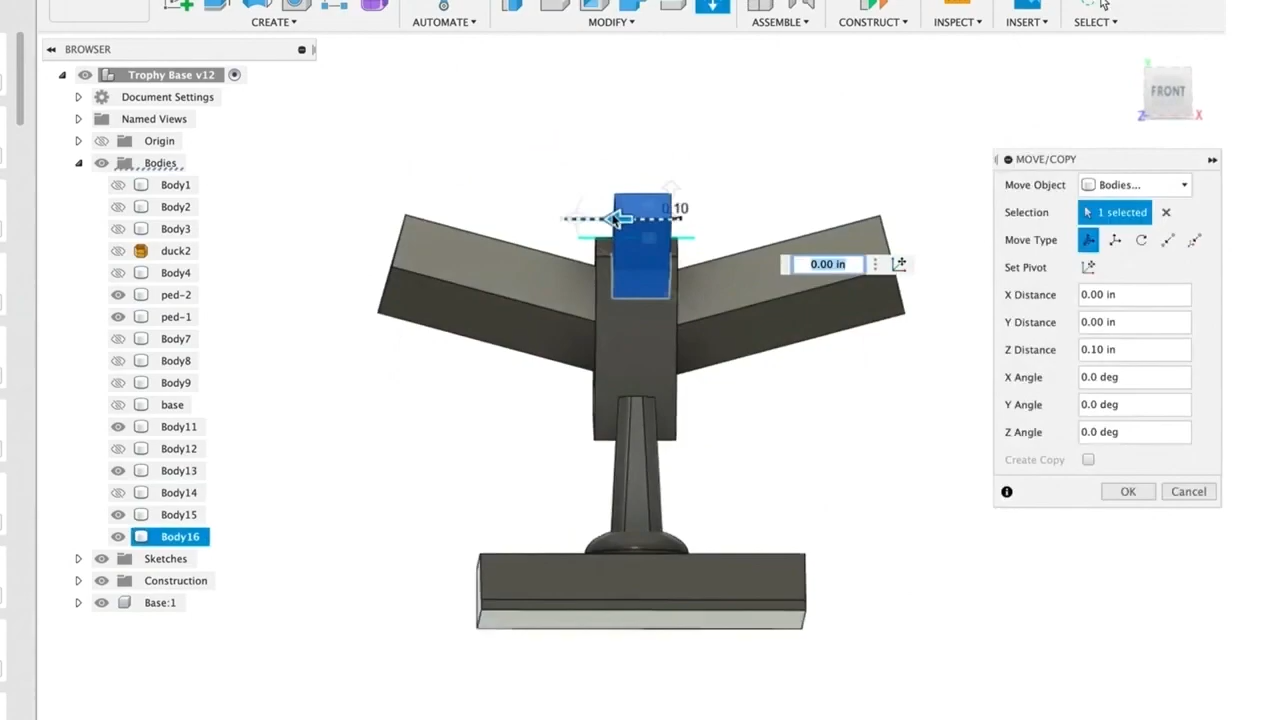 CREATE AUTOMATE MODIFY ASSEMBLE CONSTRUCT INSPECT INSERT SELECT
BROWSER
Trophy Base v12
Document Settings
Named Views
Origin
Bodies
Body1
Body2
Body3
duck2
Body4
ped-2
ped-1
Body7
Body8
Body9
base
Body11
Body12
Body13
Body14
Body15
Body16
Sketches
Construction
Base:1
0.10
0.00 in
FRONT
Z X
MOVE/COPY
Move Object Bodies...
Selection 1 selected
Move Type
Set Pivot
X Distance 0.00 in
Y Distance 0.00 in
Z Distance 0.10 in
X Angle 0.0 deg
Y Angle 0.0 deg
Z Angle 0.0 deg
Create Copy
OK Cancel